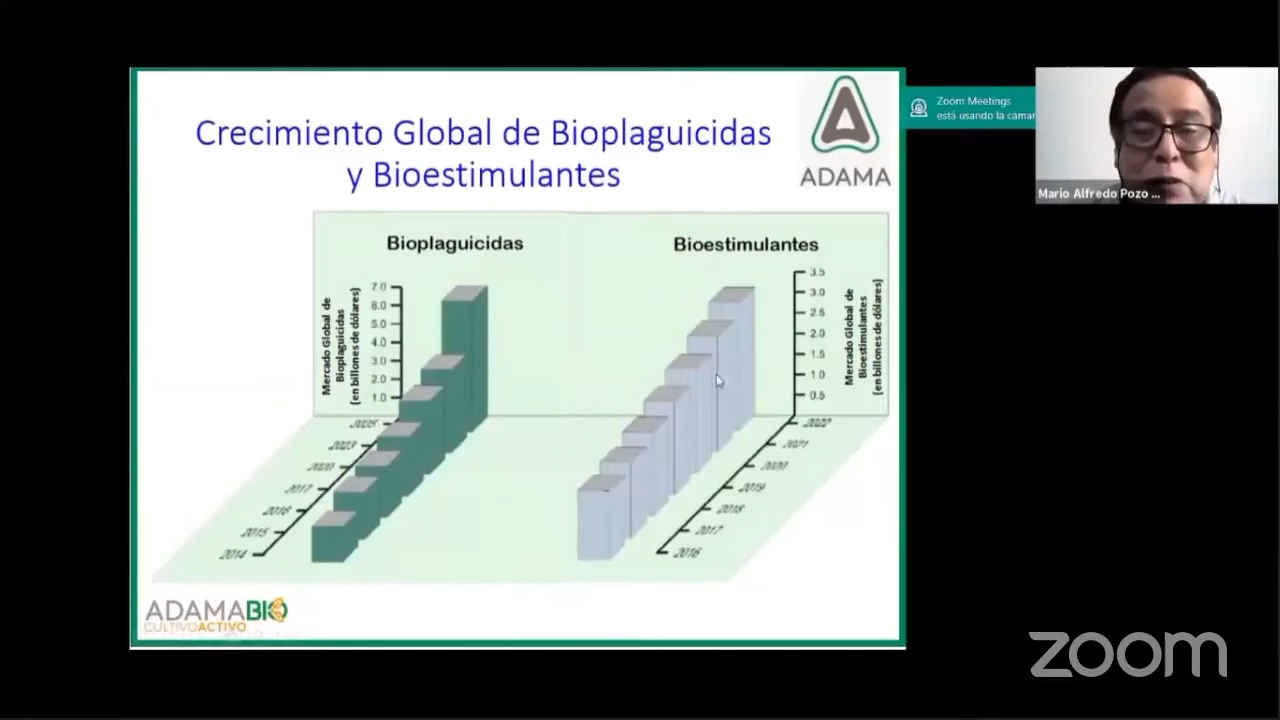 Crecimiento Global de Bioplaguicidas
y Bioestimulantes
ADAMA
Zoom Meetings
está usando la cámar
Mario Alfredo Pozo ...
Bioplaguicidas
Mercado Global de
Bioplaguicidas
(en billones de dólares)
7.0
6.0
5.0
4.0
3.0
2.0
1.0
2025
2023
2020
2017
2016
2015
2014
Bioestimulantes
3.5
3.0
2.5
2.0
1.5
1.0
0.5
Mercado Global de
Bioestimulantes
(en billones de dólares)
2022
2021
2020
2019
2018
2017
2016
ADAMABIO
CULTIVOACTIVO
zoom